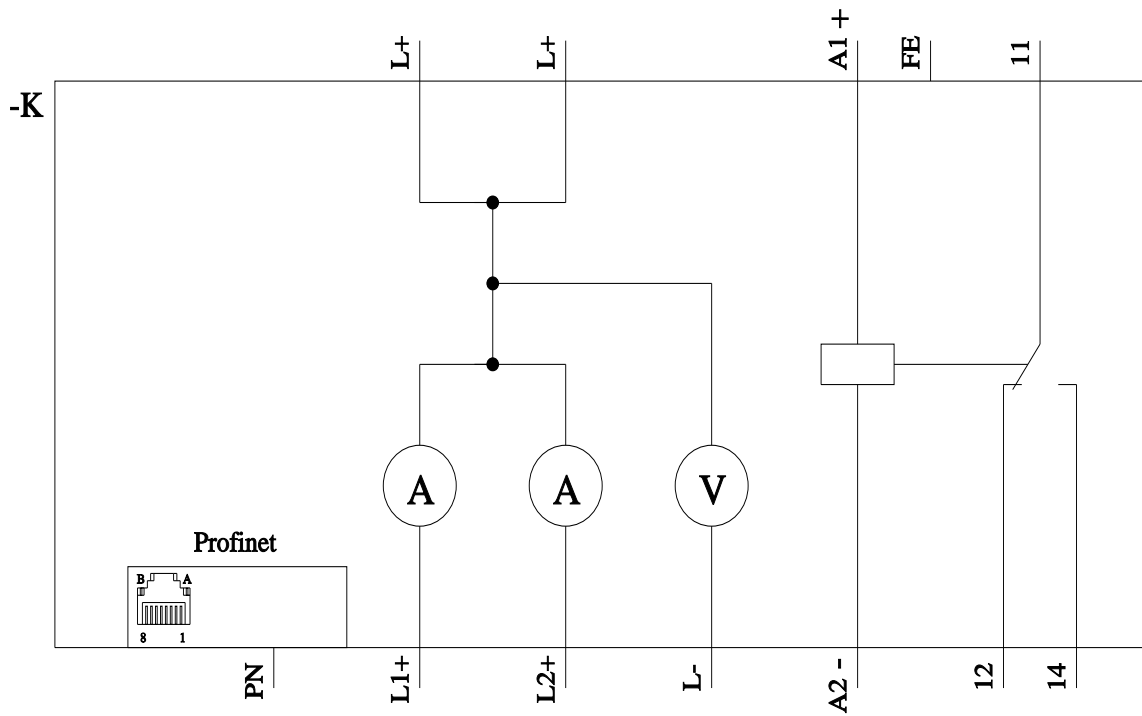 L+
L+
A1 +
FE
11
-K
A
A
V
Profinet
B
A
8
1
PN
L1+
L2+
L-
A2 -
12
14